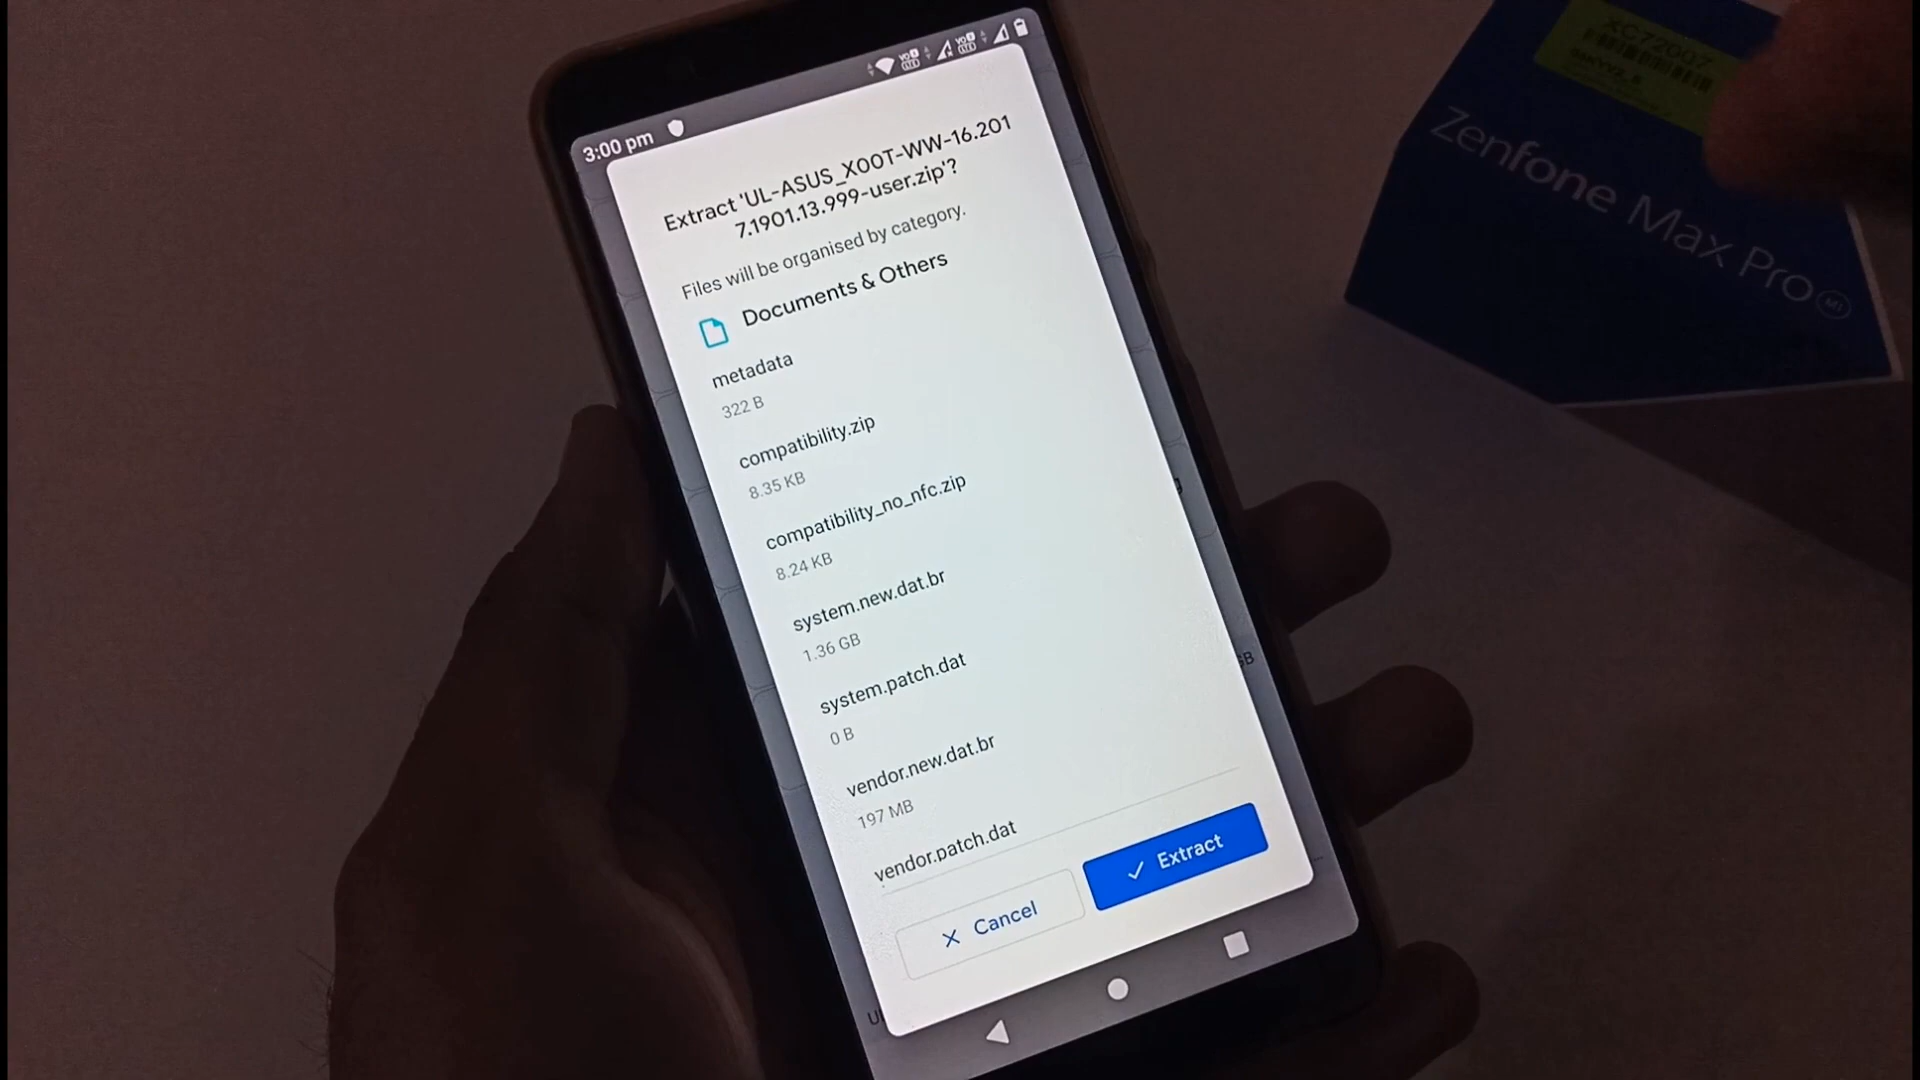 3:00 pm
Extract 'UL-ASUS_X00T-WW-16.201
7.1901.13.999-user.zip'?
Files will be organised by category.
Documents & Others
metadata
322 B
compatibility.zip
8.35 KB
compatibility_no_nfc.zip
8.24 KB
system.new.dat.br
1.36 GB
system.patch.dat
0 B
vendor.new.dat.br
197 MB
vendor.patch.dat
Cancel
Extract
GB
Zenfone Max Pro M1